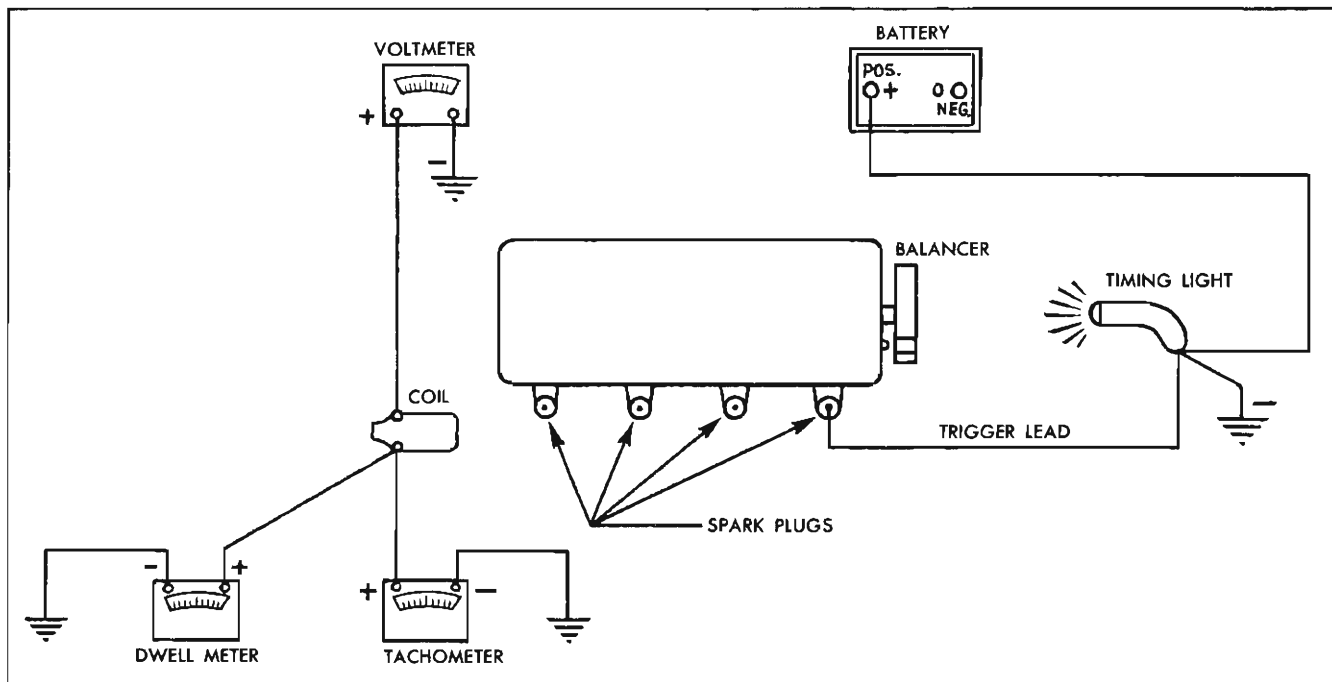 VOLTMETER
+
−
BATTERY
POS.
+
NEG.
BALANCER
TIMING LIGHT
−
COIL
TRIGGER LEAD
SPARK PLUGS
− +
DWELL METER
+ −
TACHOMETER